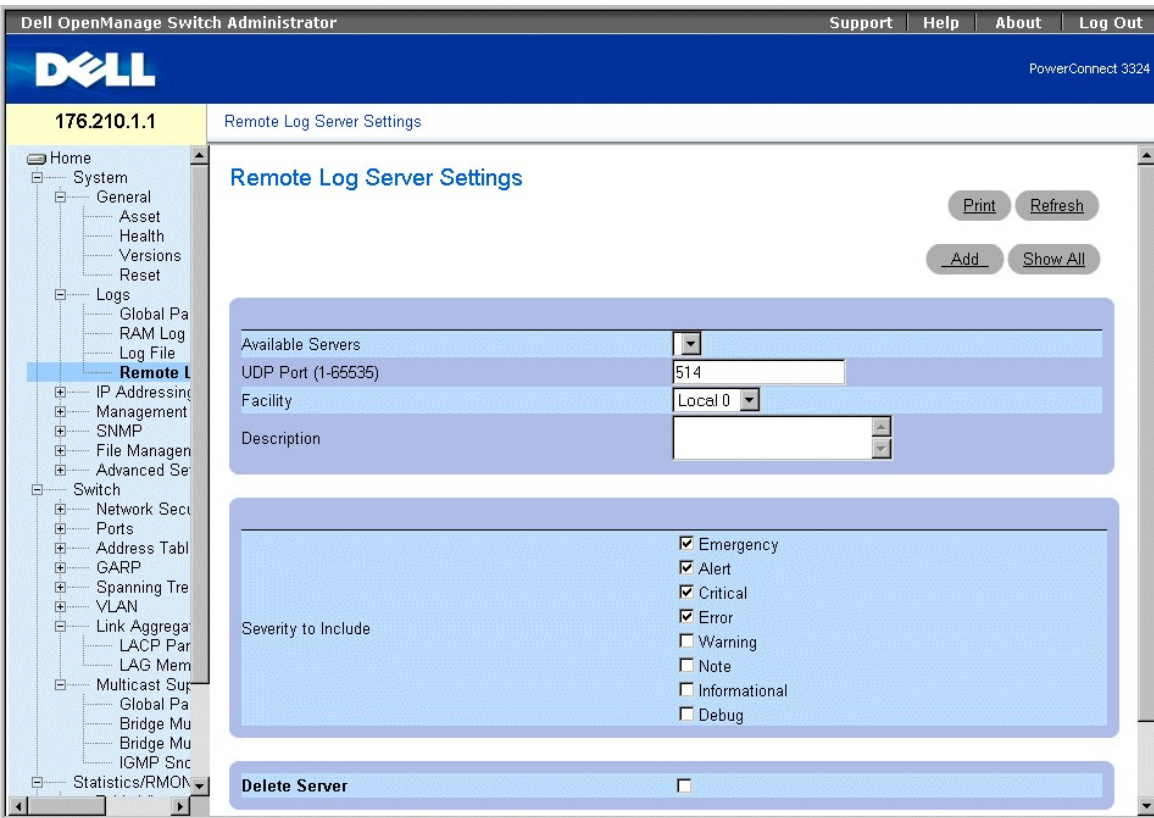 Dell OpenManage Switch Administrator
Support | Help | About | Log Out
DELL
PowerConnect 3324
176.210.1.1
Remote Log Server Settings
Home
System
General
Asset
Health
Versions
Reset
Logs
Global Pa
RAM Log
Log File
Remote L
IP Addressing
Management
SNMP
File Managen
Advanced Se
Switch
Network Secu
Ports
Address Tabl
GARP
Spanning Tre
VLAN
Link Aggrega
LACP Par
LAG Mem
Multicast Sup
Global Pa
Bridge Mu
Bridge Mu
IGMP Sno
Statistics/RMON
Remote Log Server Settings
Print
Refresh
Add
Show All
Available Servers
UDP Port (1-65535)
514
Facility
Local 0
Description
Severity to Include
Emergency
Alert
Critical
Error
Warning
Note
Informational
Debug
Delete Server